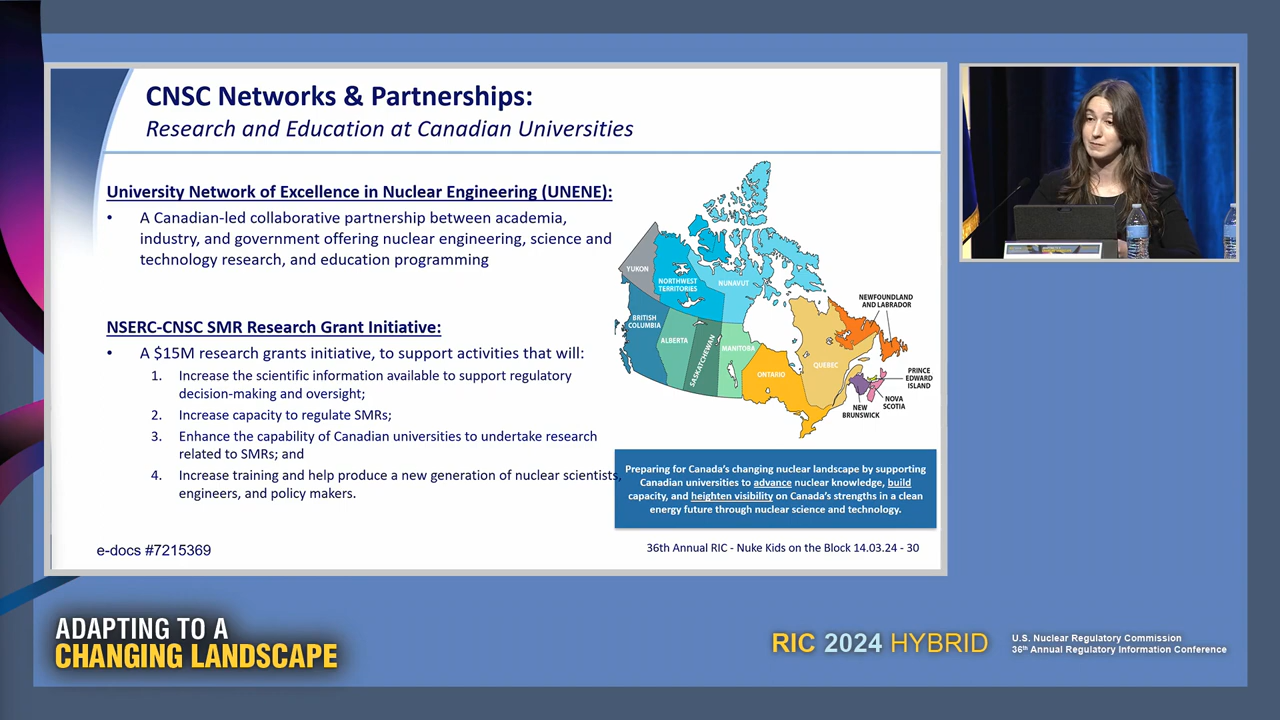 CNSC Networks & Partnerships:
Research and Education at Canadian Universities
University Network of Excellence in Nuclear Engineering (UNENE):
• A Canadian-led collaborative partnership between academia,
industry, and government offering nuclear engineering, science and
technology research, and education programming
NSERC-CNSC SMR Research Grant Initiative:
• A $15M research grants initiative, to support activities that will:
1. Increase the scientific information available to support regulatory
decision-making and oversight;
2. Increase capacity to regulate SMRs;
3. Enhance the capability of Canadian universities to undertake research
related to SMRs; and
4. Increase training and help produce a new generation of nuclear scientists,
engineers, and policy makers.
YUKON
NORTHWEST
TERRITORIES
NUNAVUT
BRITISH
COLUMBIA
ALBERTA
SASKATCHEWAN
MANITOBA
ONTARIO
QUEBEC
NEWFOUNDLAND
AND LABRADOR
PRINCE
EDWARD
ISLAND
NOVA
SCOTIA
NEW
BRUNSWICK
Preparing for Canada's changing nuclear landscape by supporting
Canadian universities to advance nuclear knowledge, build
capacity, and heighten visibility on Canada's strengths in a clean
energy future through nuclear science and technology.
e-docs #7215369
36th Annual RIC - Nuke Kids on the Block 14.03.24 - 30
ADAPTING TO A
CHANGING LANDSCAPE
RIC 2024 HYBRID
U.S. Nuclear Regulatory Commission
36th Annual Regulatory Information Conference